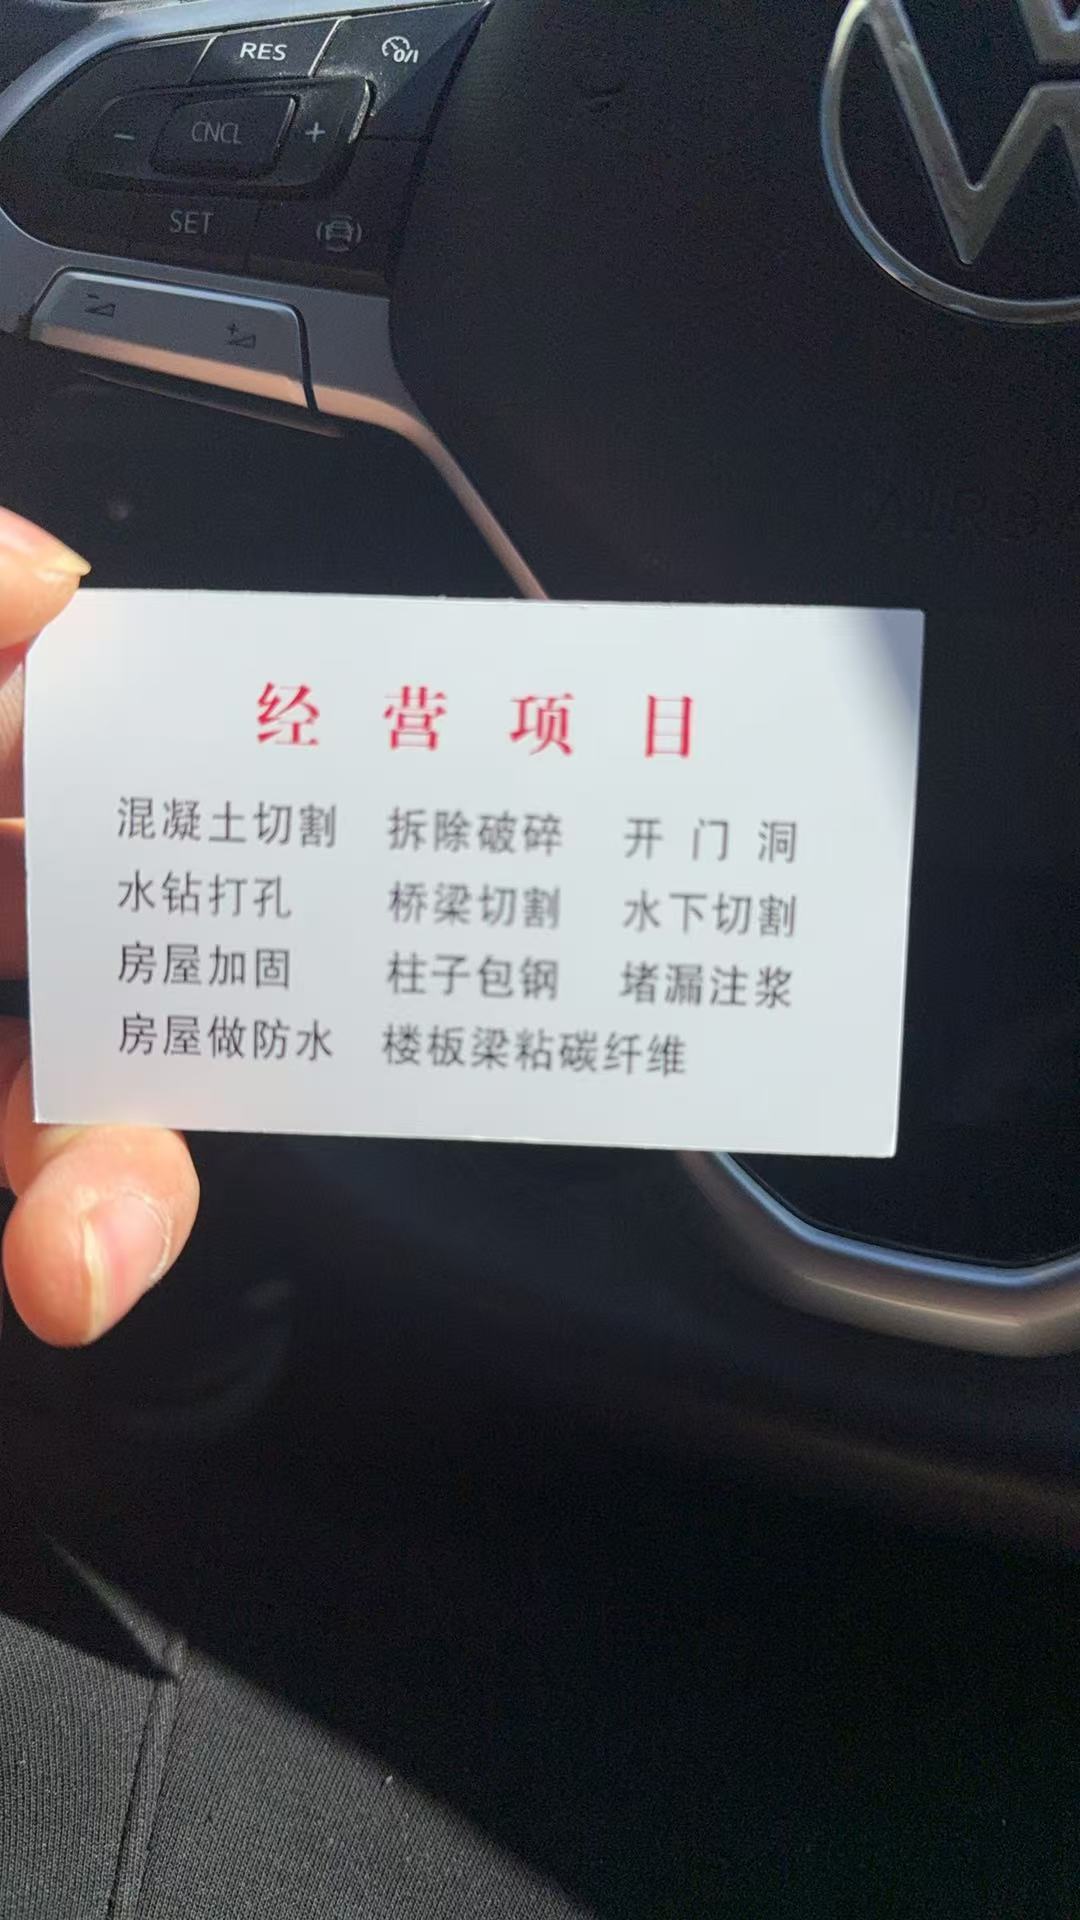 RES
− CNCL +
SET
经营项目
混凝土切割 拆除破碎 开门洞
水钻打孔 桥梁切割 水下切割
房屋加固 柱子包钢 堵漏注浆
房屋做防水 楼板梁粘碳纤维